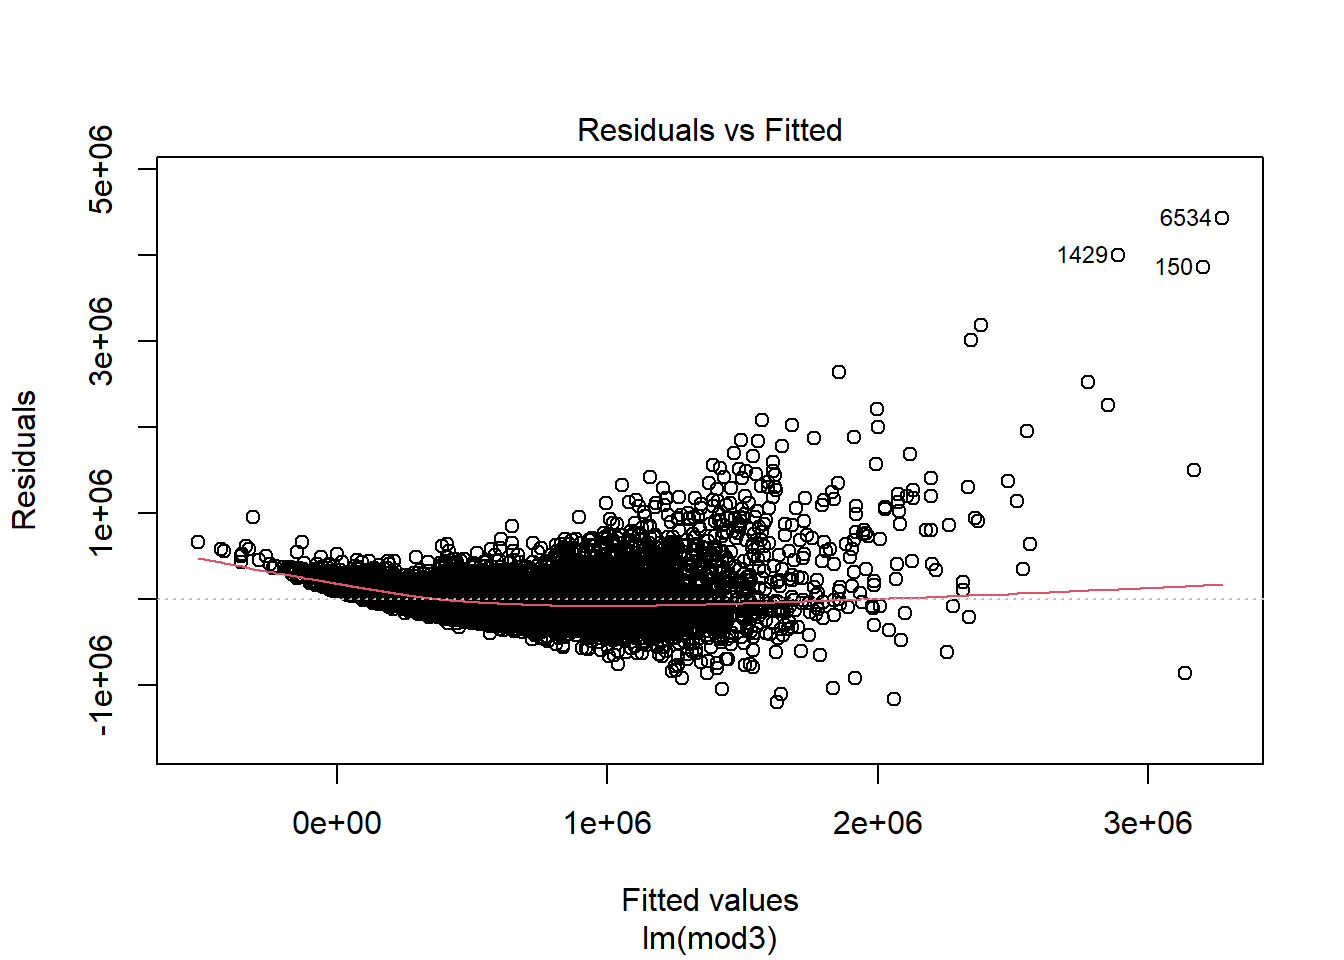 Residuals vs Fitted
5e+06
3e+06
1e+06
-1e+06
Residuals
6534
1429
150
0e+00 1e+06 2e+06 3e+06
Fitted values
lm(mod3)